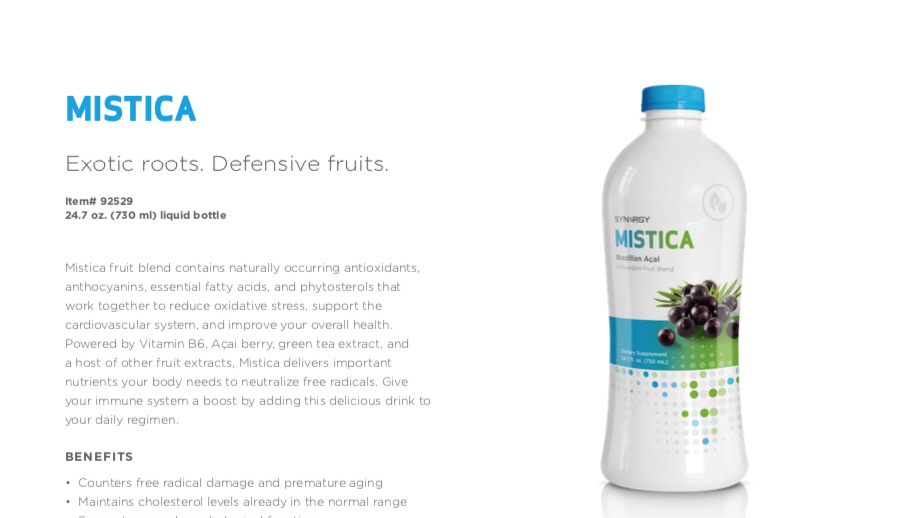 MISTICA
Exotic roots. Defensive fruits.
Item# 92529
24.7 oz. (730 ml) liquid bottle
Mistica fruit blend contains naturally occurring antioxidants,
anthocyanins, essential fatty acids, and phytosterols that
work together to reduce oxidative stress, support the
cardiovascular system, and improve your overall health.
Powered by Vitamin B6, Açai berry, green tea extract, and
a host of other fruit extracts, Mistica delivers important
nutrients your body needs to neutralize free radicals. Give
your immune system a boost by adding this delicious drink to
your daily regimen.
BENEFITS
• Counters free radical damage and premature aging
• Maintains cholesterol levels already in the normal range
SYNERGY
MISTICA
Brazilian Açai
Antioxidant Fruit Blend
Dietary Supplement
24.7 fl. oz. (730 mL)